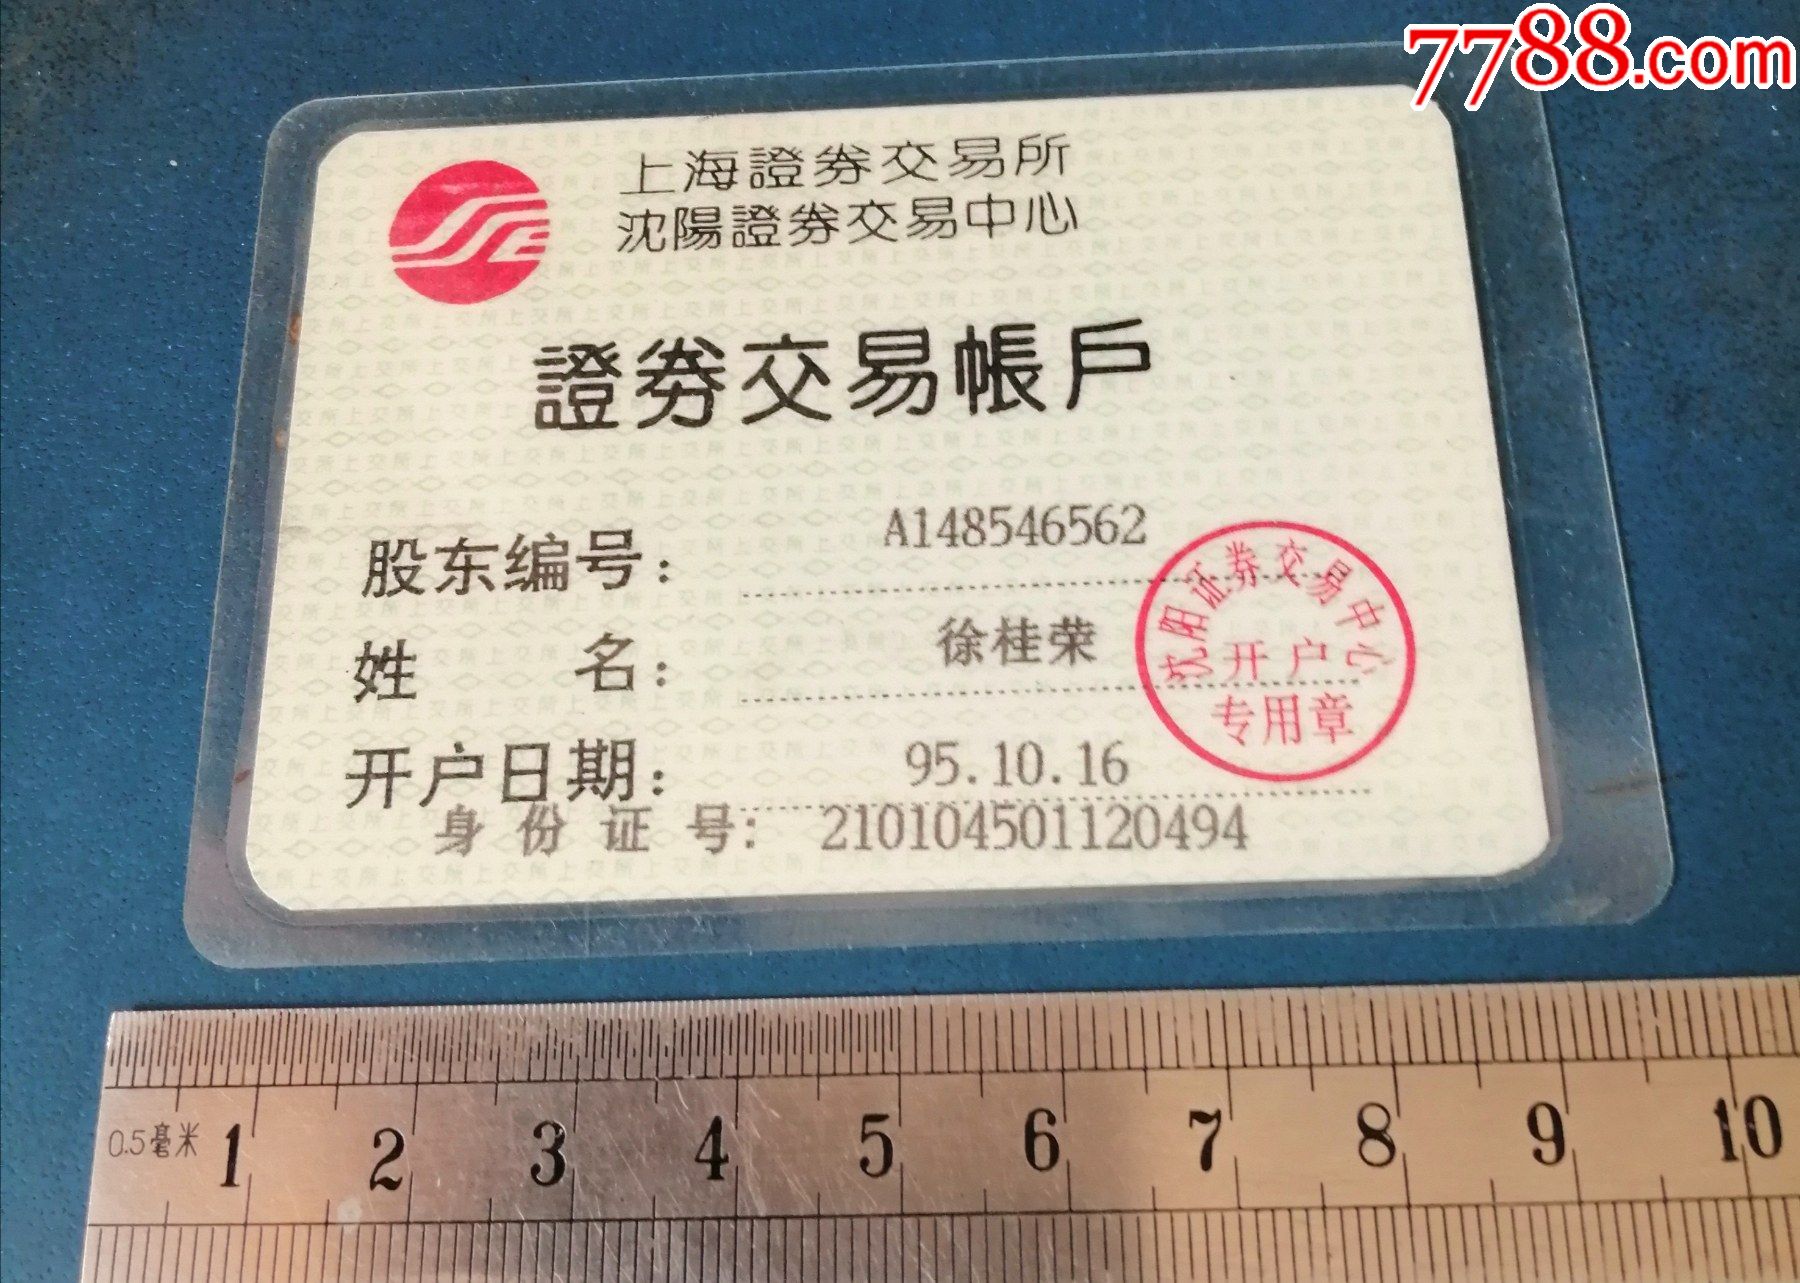 7788.com
上海證券交易所
沈陽證券交易中心
證券交易帳戶
股东编号： A148546562
姓 名： 徐桂荣
开户日期： 95.10.16
身份证号： 210104501120494
沈阳证券交易中心
开户
专用章
0.5毫米 1 2 3 4 5 6 7 8 9 10